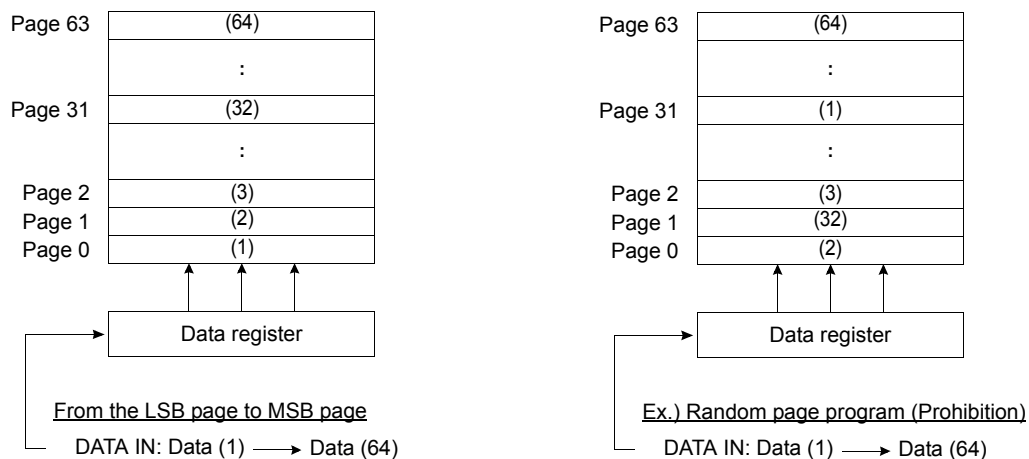 Page 63 (64)
:
Page 31 (32)
:
Page 2 (3)
Page 1 (2)
Page 0 (1)
Data register
From the LSB page to MSB page
DATA IN: Data (1) Data (64)
Page 63 (64)
:
Page 31 (1)
:
Page 2 (3)
Page 1 (32)
Page 0 (2)
Data register
Ex.) Random page program (Prohibition)
DATA IN: Data (1) Data (64)